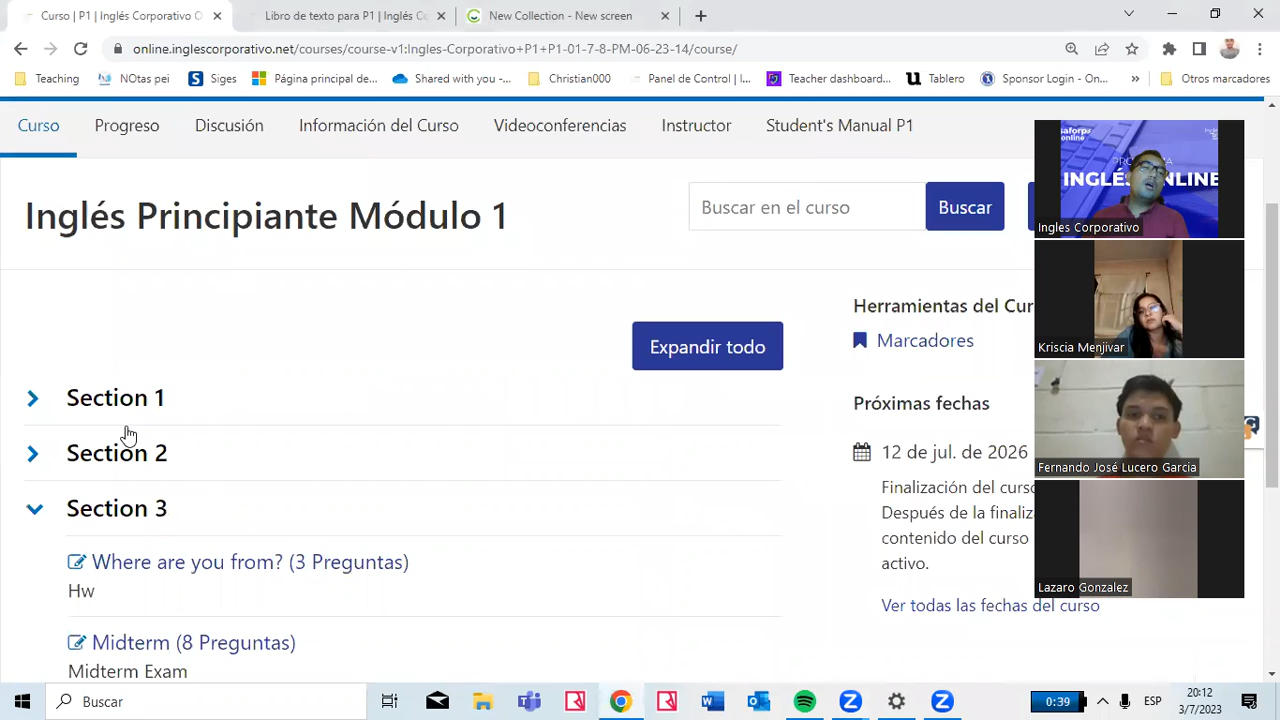 Curso | P1 | Inglés Principiante O
Libro de texto para P1 | Inglés C
New Collection - New screen
online.inglescorporativo.net/courses/course-v1:Ingles-Corporativo+P1+P1-01-7-8-PM-06-23-14/course/
Teaching
NOtas pei
Siges
Página principal de...
Shared with you -...
Christian000
Panel de Control | I...
Teacher dashboard...
Tablero
Sponsor Login - On...
Otros marcadores
Curso
Progreso
Discusión
Información del Curso
Videoconferencias
Instructor
Student's Manual P1
Inglés Principiante Módulo 1
Buscar en el curso
Buscar
INGLÉS ONLINE
Ingles Corporativo
Herramientas del Cur
Expandir todo
Marcadores
Kriscia Menjivar
Section 1
Próximas fechas
Section 2
12 de jul. de 2026
Fernando José Lucero Garcia
Finalización del curso
Section 3
Después de la finaliz
contenido del curso
Where are you from? (3 Preguntas)
activo.
Hw
Lazaro Gonzalez
Ver todas las fechas del curso
Midterm (8 Preguntas)
Midterm Exam
Buscar
0:39
ESP
20:12
3/7/2023